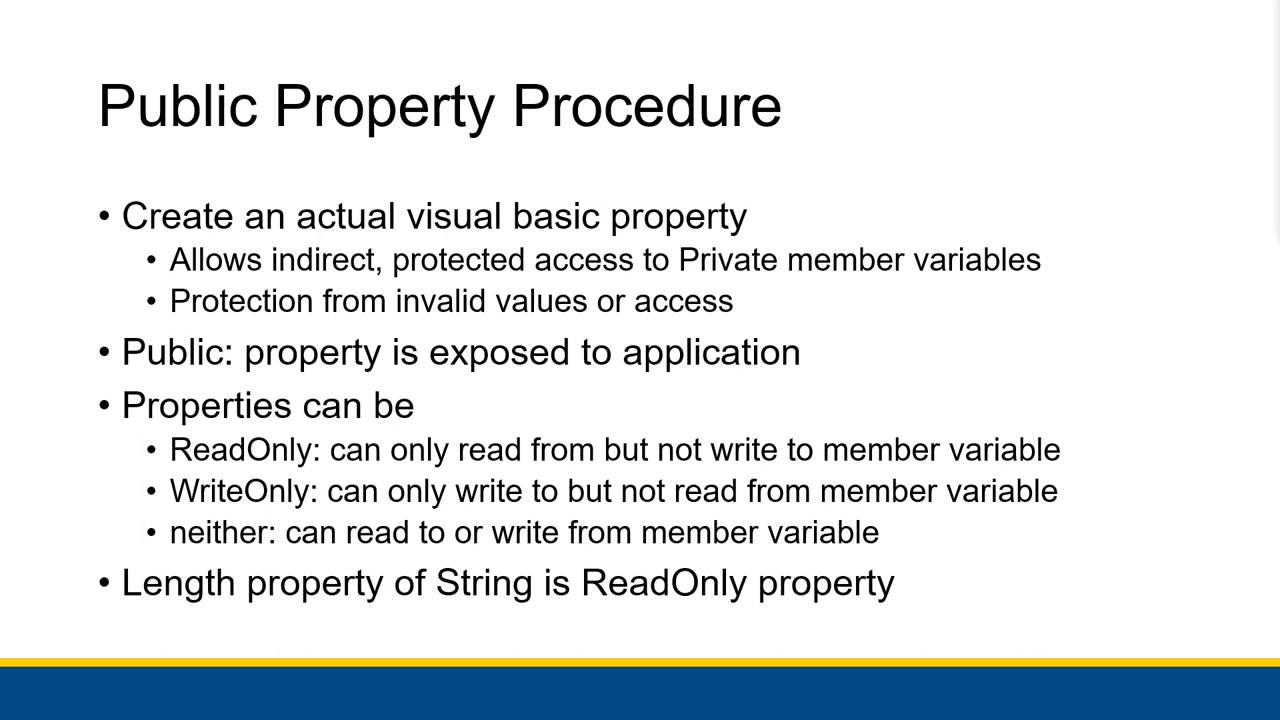 Public Property Procedure
• Create an actual visual basic property
• Allows indirect, protected access to Private member variables
• Protection from invalid values or access
• Public: property is exposed to application
• Properties can be
• ReadOnly: can only read from but not write to member variable
• WriteOnly: can only write to but not read from member variable
• neither: can read to or write from member variable
• Length property of String is ReadOnly property